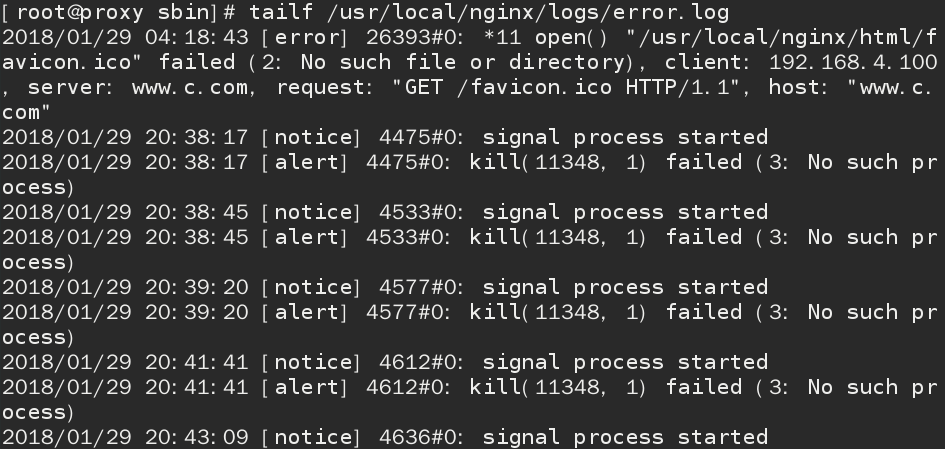 [root@proxy sbin]# tailf /usr/local/nginx/logs/error.log
2018/01/29 04:18:43 [error] 26393#0: *11 open() "/usr/local/nginx/html/f
avicon.ico" failed (2: No such file or directory), client: 192.168.4.100
, server: www.c.com, request: "GET /favicon.ico HTTP/1.1", host: "www.c.
com"
2018/01/29 20:38:17 [notice] 4475#0: signal process started
2018/01/29 20:38:17 [alert] 4475#0: kill(11348, 1) failed (3: No such pr
ocess)
2018/01/29 20:38:45 [notice] 4533#0: signal process started
2018/01/29 20:38:45 [alert] 4533#0: kill(11348, 1) failed (3: No such pr
ocess)
2018/01/29 20:39:20 [notice] 4577#0: signal process started
2018/01/29 20:39:20 [alert] 4577#0: kill(11348, 1) failed (3: No such pr
ocess)
2018/01/29 20:41:41 [notice] 4612#0: signal process started
2018/01/29 20:41:41 [alert] 4612#0: kill(11348, 1) failed (3: No such pr
ocess)
2018/01/29 20:43:09 [notice] 4636#0: signal process started